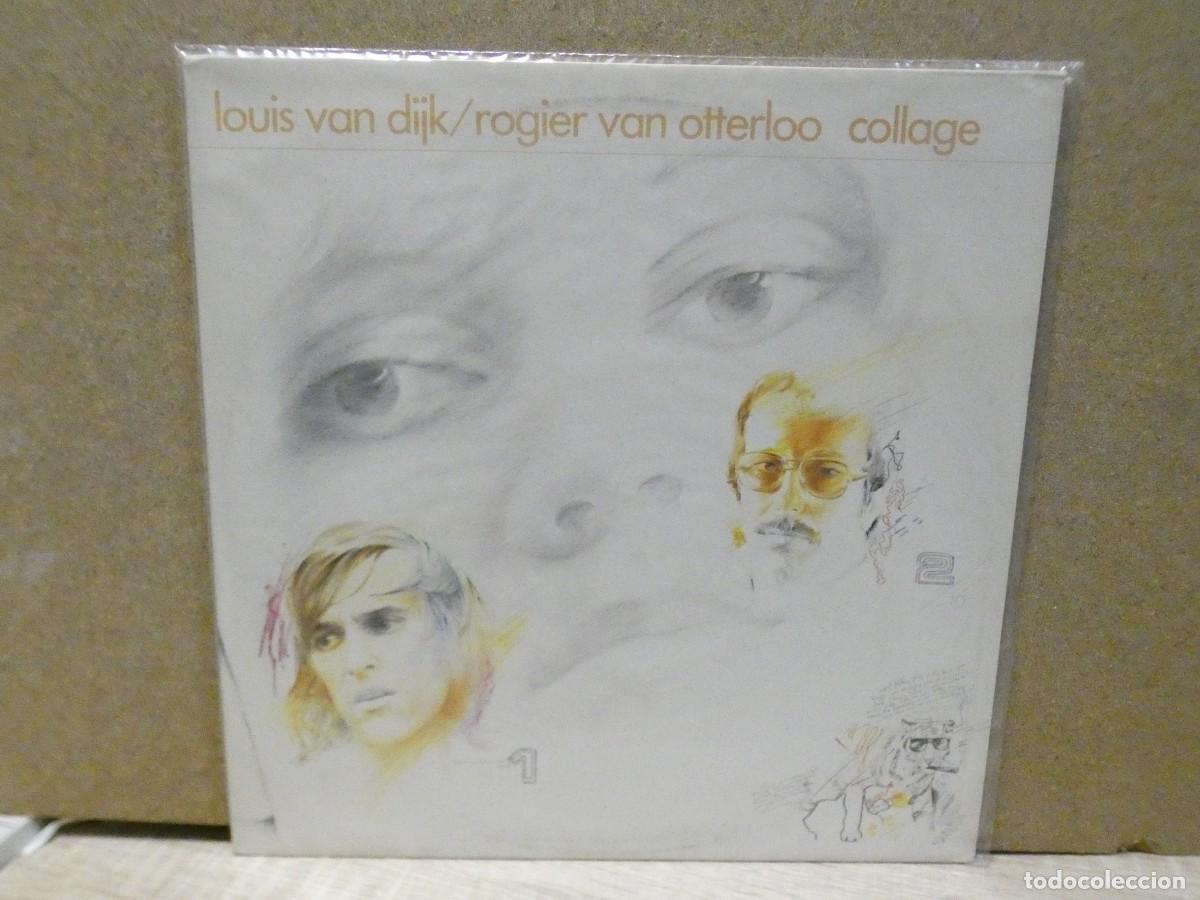 louis van dijk/rogier van otterloo collage
2
1
todocoleccion